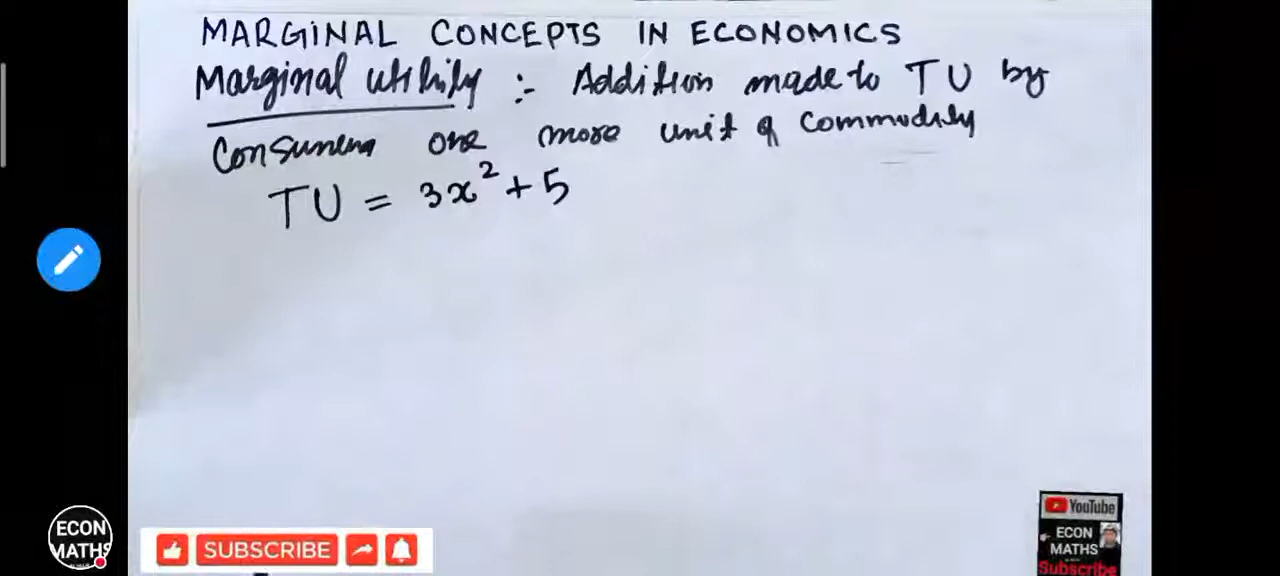 MARGINAL CONCEPTS IN ECONOMICS
Marginal utility :- Addition made to TU by
Consuming one more unit of Commodity
TU = 3x² + 5
ECON
MATHS
SUBSCRIBE
YouTube
ECON
MATHS
Subscribe